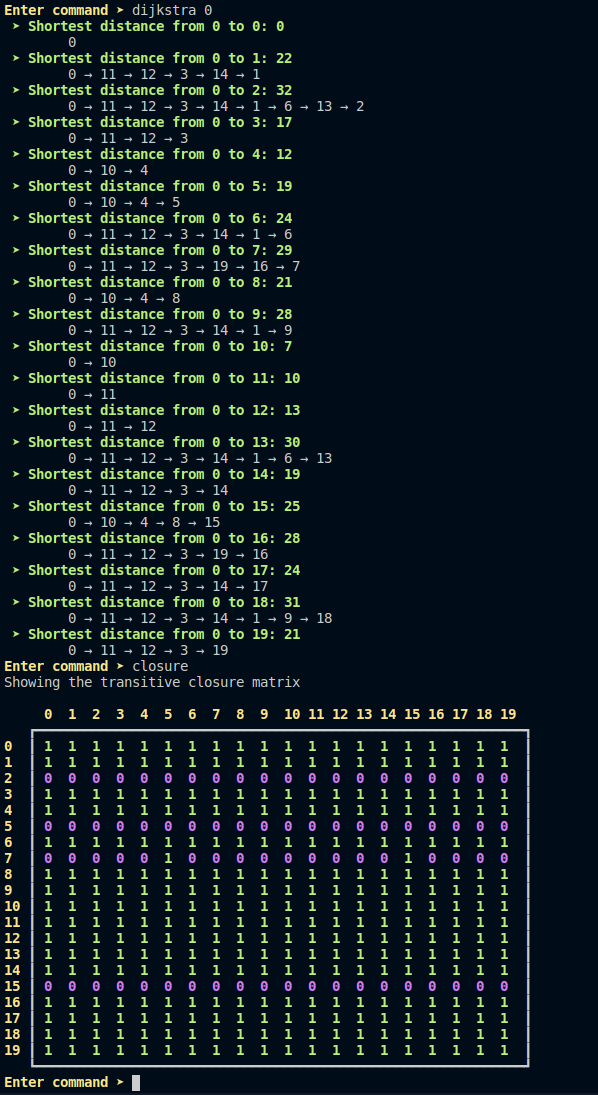 Enter command ➤ dijkstra 0
➤ Shortest distance from 0 to 0: 0
0
➤ Shortest distance from 0 to 1: 22
0 → 11 → 12 → 3 → 14 → 1
➤ Shortest distance from 0 to 2: 32
0 → 11 → 12 → 3 → 14 → 1 → 6 → 13 → 2
➤ Shortest distance from 0 to 3: 17
0 → 11 → 12 → 3
➤ Shortest distance from 0 to 4: 12
0 → 10 → 4
➤ Shortest distance from 0 to 5: 19
0 → 10 → 4 → 5
➤ Shortest distance from 0 to 6: 24
0 → 11 → 12 → 3 → 14 → 1 → 6
➤ Shortest distance from 0 to 7: 29
0 → 11 → 12 → 3 → 19 → 16 → 7
➤ Shortest distance from 0 to 8: 21
0 → 10 → 4 → 8
➤ Shortest distance from 0 to 9: 28
0 → 11 → 12 → 3 → 14 → 1 → 9
➤ Shortest distance from 0 to 10: 7
0 → 10
➤ Shortest distance from 0 to 11: 10
0 → 11
➤ Shortest distance from 0 to 12: 13
0 → 11 → 12
➤ Shortest distance from 0 to 13: 30
0 → 11 → 12 → 3 → 14 → 1 → 6 → 13
➤ Shortest distance from 0 to 14: 19
0 → 11 → 12 → 3 → 14
➤ Shortest distance from 0 to 15: 25
0 → 10 → 4 → 8 → 15
➤ Shortest distance from 0 to 16: 28
0 → 11 → 12 → 3 → 19 → 16
➤ Shortest distance from 0 to 17: 24
0 → 11 → 12 → 3 → 14 → 17
➤ Shortest distance from 0 to 18: 31
0 → 11 → 12 → 3 → 14 → 1 → 9 → 18
➤ Shortest distance from 0 to 19: 21
0 → 11 → 12 → 3 → 19
Enter command ➤ closure
Showing the transitive closure matrix
0 1 2 3 4 5 6 7 8 9 10 11 12 13 14 15 16 17 18 19
0 1 1 1 1 1 1 1 1 1 1 1 1 1 1 1 1 1 1 1 1
1 1 1 1 1 1 1 1 1 1 1 1 1 1 1 1 1 1 1 1 1
2 0 0 0 0 0 0 0 0 0 0 0 0 0 0 0 0 0 0 0 0
3 1 1 1 1 1 1 1 1 1 1 1 1 1 1 1 1 1 1 1 1
4 1 1 1 1 1 1 1 1 1 1 1 1 1 1 1 1 1 1 1 1
5 0 0 0 0 0 0 0 0 0 0 0 0 0 0 0 0 0 0 0 0
6 1 1 1 1 1 1 1 1 1 1 1 1 1 1 1 1 1 1 1 1
7 0 0 0 0 0 1 0 0 0 0 0 0 0 0 0 1 0 0 0 0
8 1 1 1 1 1 1 1 1 1 1 1 1 1 1 1 1 1 1 1 1
9 1 1 1 1 1 1 1 1 1 1 1 1 1 1 1 1 1 1 1 1
10 1 1 1 1 1 1 1 1 1 1 1 1 1 1 1 1 1 1 1 1
11 1 1 1 1 1 1 1 1 1 1 1 1 1 1 1 1 1 1 1 1
12 1 1 1 1 1 1 1 1 1 1 1 1 1 1 1 1 1 1 1 1
13 1 1 1 1 1 1 1 1 1 1 1 1 1 1 1 1 1 1 1 1
14 1 1 1 1 1 1 1 1 1 1 1 1 1 1 1 1 1 1 1 1
15 0 0 0 0 0 0 0 0 0 0 0 0 0 0 0 0 0 0 0 0
16 1 1 1 1 1 1 1 1 1 1 1 1 1 1 1 1 1 1 1 1
17 1 1 1 1 1 1 1 1 1 1 1 1 1 1 1 1 1 1 1 1
18 1 1 1 1 1 1 1 1 1 1 1 1 1 1 1 1 1 1 1 1
19 1 1 1 1 1 1 1 1 1 1 1 1 1 1 1 1 1 1 1 1
Enter command ➤